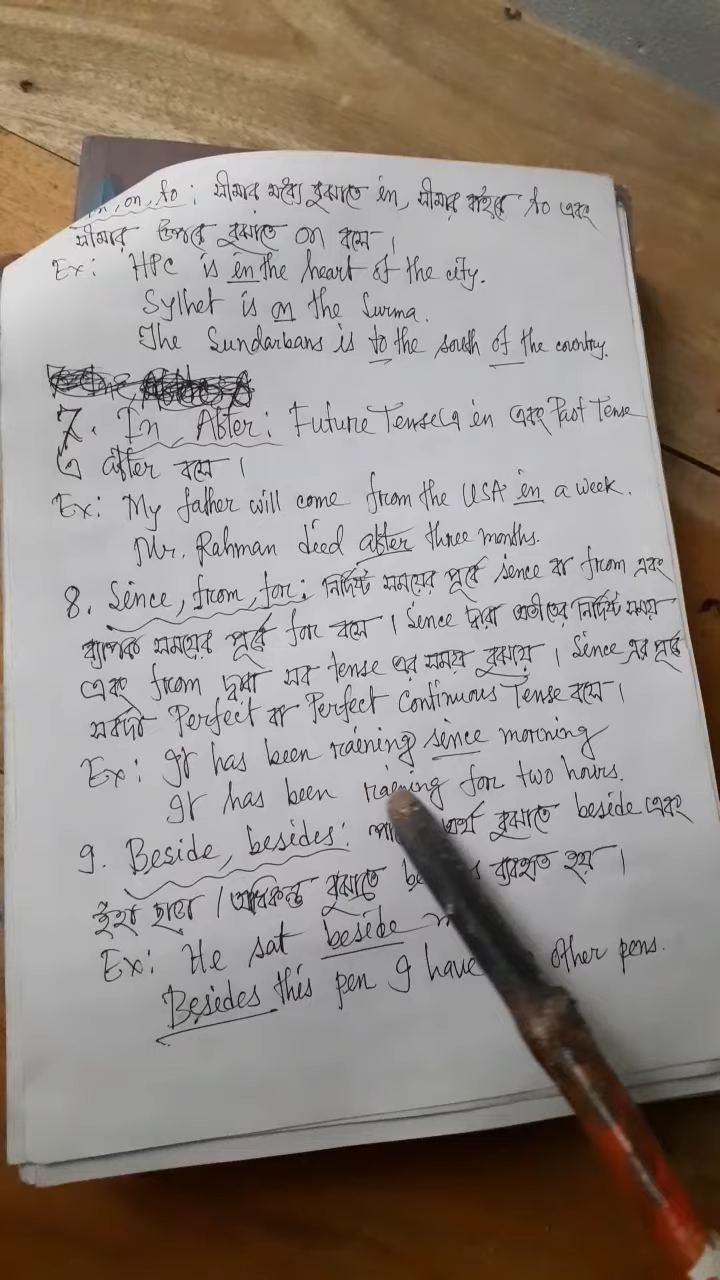 in, on, to: সীমার মধ্যে বুঝাতে in, সীমার বাইরে to এবং
সীমার উপরে বুঝাতে on বসে।
Ex: HPC is in the heart of the city.
Sylhet is on the Surma.
The Sundarbans is to the south of the country.
7. In, After: Future Tense এ in এবং Past Tense
এ after বসে।
Ex: My father will come from the USA in a week.
Mr. Rahman died after three months.
8. Since, from, for: নির্দিষ্ট সময়ের পূর্বে since বা from এবং
ব্যাপক সময়ের পূর্বে for বসে। Since দ্বারা অতীতের নির্দিষ্ট সময়
এবং from দ্বারা সব tense এর সময় বুঝায়। Since এর পূর্বে
সর্বদা Perfect বা Perfect Continuous Tense বসে।
Ex: It has been raining since morning
It has been raining for two hours.
9. Beside, besides: অর্থ বুঝাতে beside এবং
ইহা ছাড়া / অধিকন্তু বুঝাতে ব্যবহৃত হয়।
Ex: He sat beside
Besides this pen I have other pens.